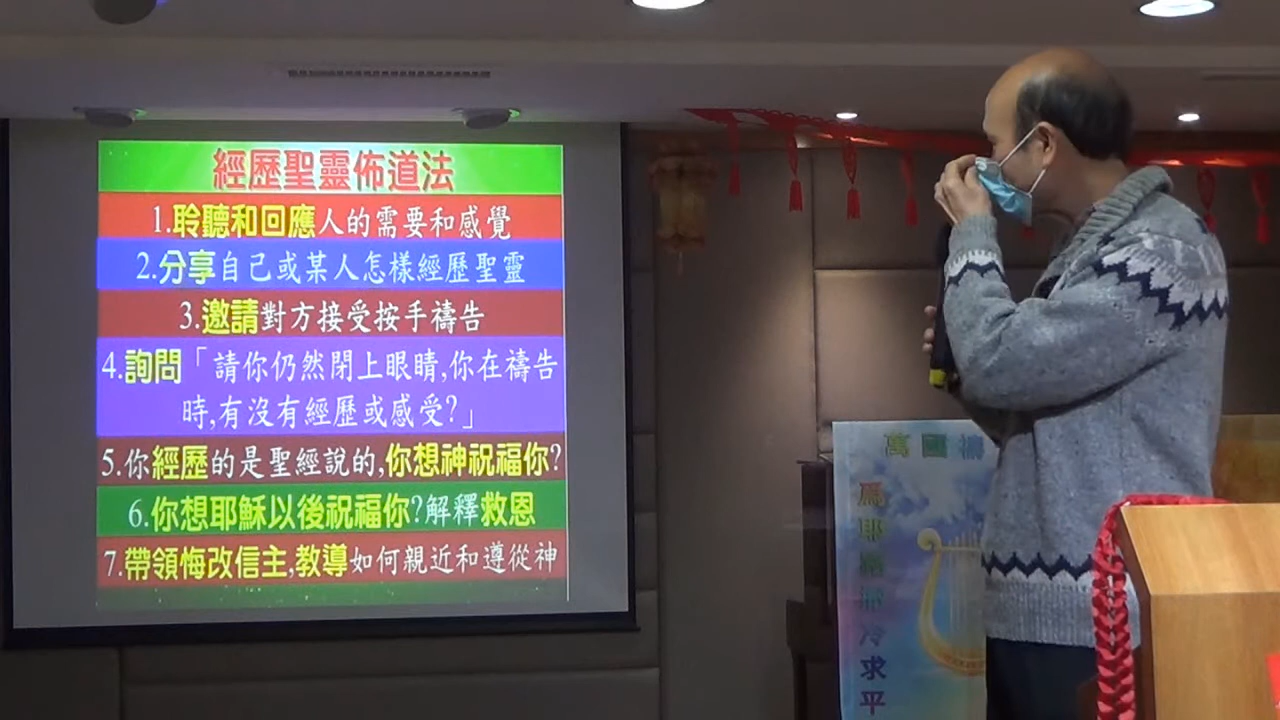 經歷聖靈佈道法
1.聆聽和回應人的需要和感覺
2.分享自己或某人怎樣經歷聖靈
3.邀請對方接受按手禱告
4.詢問「請你仍然閉上眼睛,你在禱告
時,有沒有經歷或感受?」
5.你經歷的是聖經說的,你想神祝福你?
6.你想耶穌以後祝福你?解釋救恩
7.帶領悔改信主,教導如何親近和遵從神
萬國禱
為耶路撒冷求平